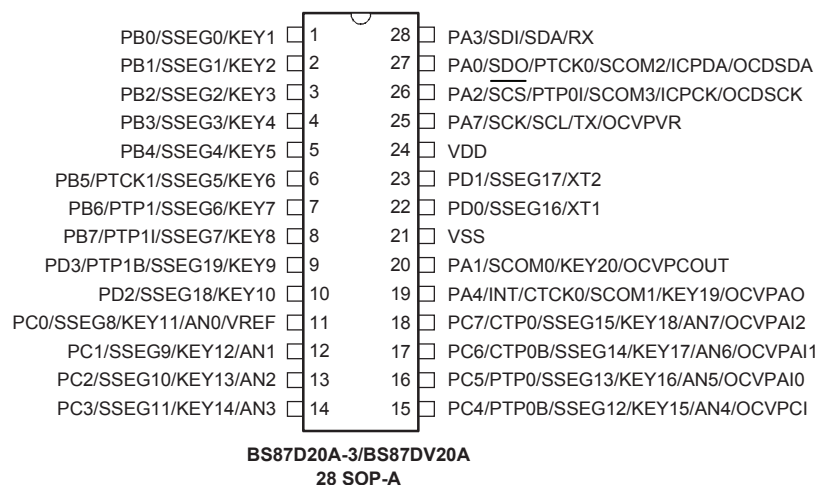 PB0/SSEG0/KEY1 1 28 PA3/SDI/SDA/RX
PB1/SSEG1/KEY2 2 27 PA0/SDO/PTCK0/SCOM2/ICPDA/OCDSDA
PB2/SSEG2/KEY3 3 26 PA2/SCS/PTP0I/SCOM3/ICPCK/OCDSCK
PB3/SSEG3/KEY4 4 25 PA7/SCK/SCL/TX/OCVPVR
PB4/SSEG4/KEY5 5 24 VDD
PB5/PTCK1/SSEG5/KEY6 6 23 PD1/SSEG17/XT2
PB6/PTP1/SSEG6/KEY7 7 22 PD0/SSEG16/XT1
PB7/PTP1I/SSEG7/KEY8 8 21 VSS
PD3/PTP1B/SSEG19/KEY9 9 20 PA1/SCOM0/KEY20/OCVPCOUT
PD2/SSEG18/KEY10 10 19 PA4/INT/CTCK0/SCOM1/KEY19/OCVPAO
PC0/SSEG8/KEY11/AN0/VREF 11 18 PC7/CTP0/SSEG15/KEY18/AN7/OCVPAI2
PC1/SSEG9/KEY12/AN1 12 17 PC6/CTP0B/SSEG14/KEY17/AN6/OCVPAI1
PC2/SSEG10/KEY13/AN2 13 16 PC5/PTP0/SSEG13/KEY16/AN5/OCVPAI0
PC3/SSEG11/KEY14/AN3 14 15 PC4/PTP0B/SSEG12/KEY15/AN4/OCVPCI
BS87D20A-3/BS87DV20A
28 SOP-A